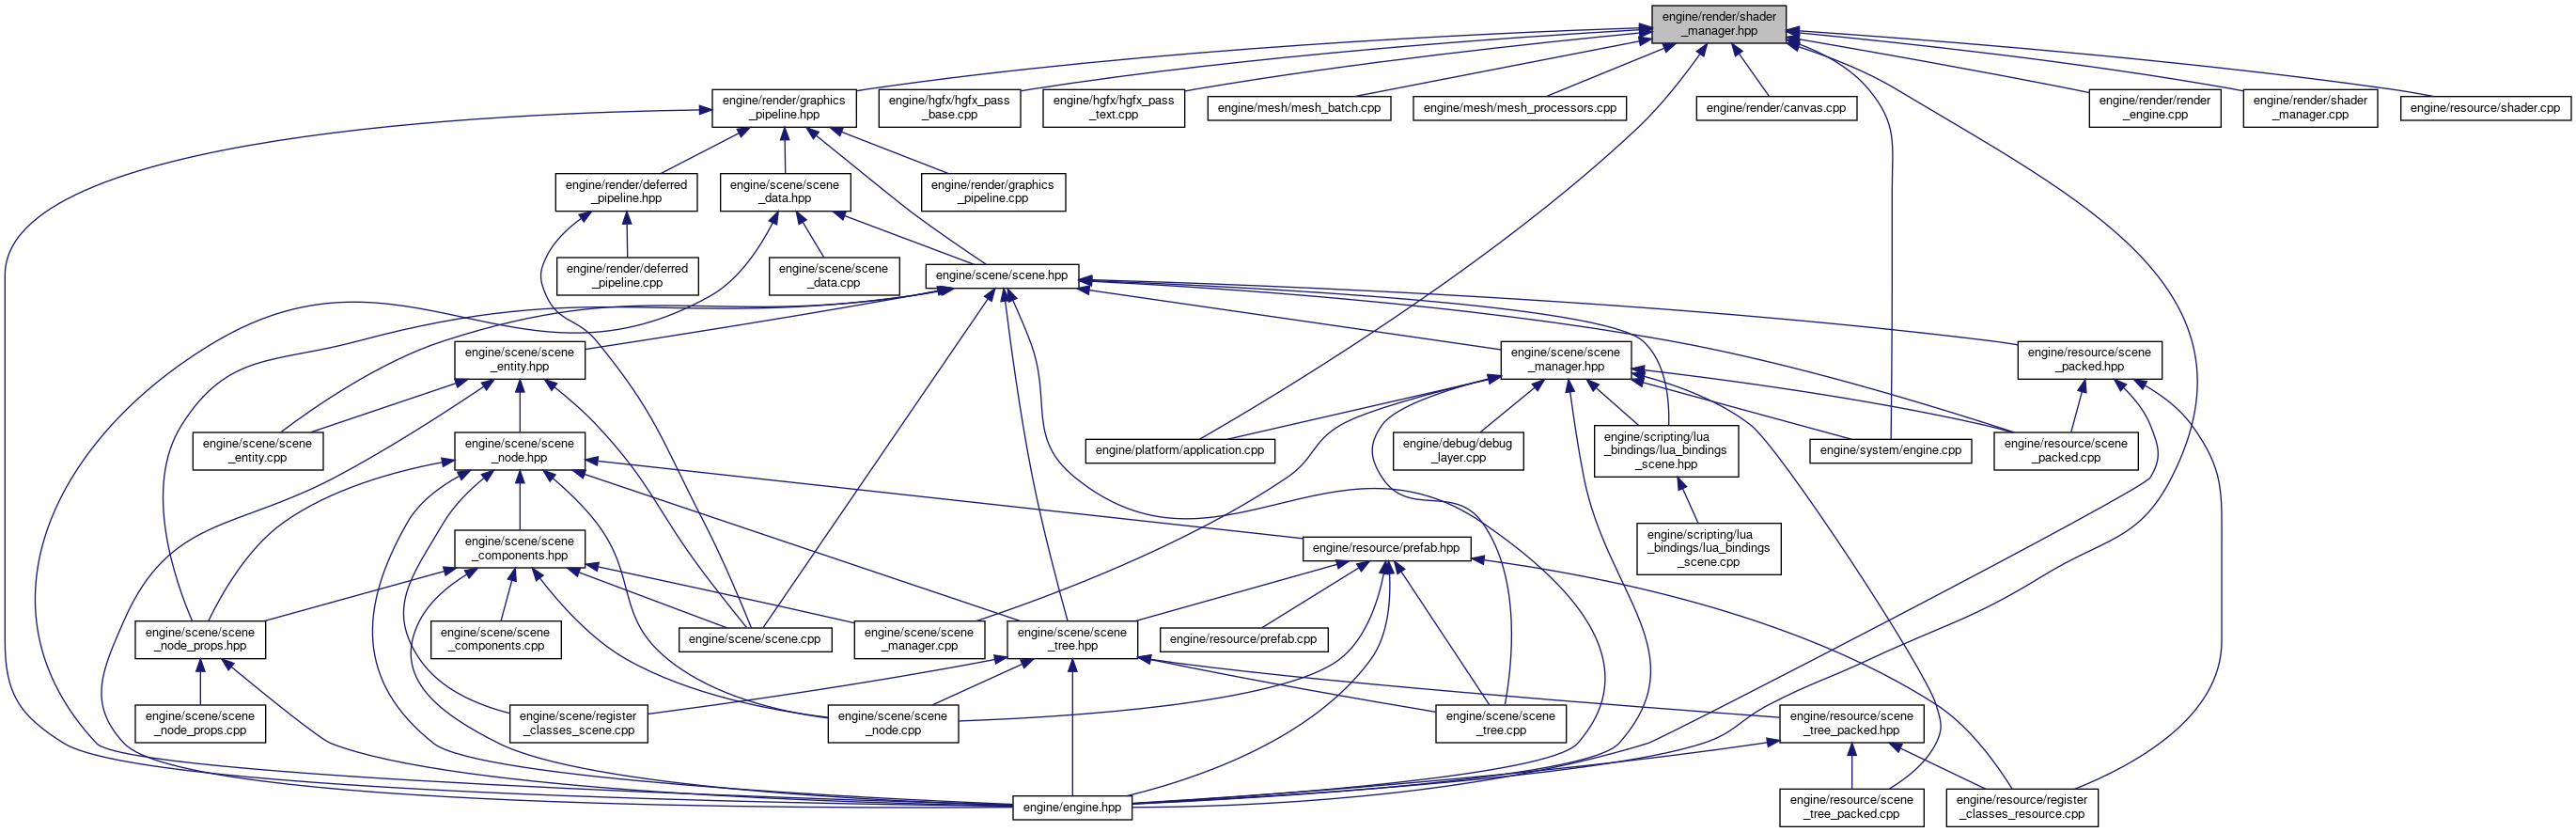 engine/render/shader
_manager.hpp
engine/render/graphics
_pipeline.hpp
engine/hgfx/hgfx_pass
_base.cpp
engine/hgfx/hgfx_pass
_text.cpp
engine/mesh/mesh_batch.cpp
engine/mesh/mesh_processors.cpp
engine/render/canvas.cpp
engine/render/render
_engine.cpp
engine/render/shader
_manager.cpp
engine/resource/shader.cpp
engine/render/deferred
_pipeline.hpp
engine/scene/scene
_data.hpp
engine/render/graphics
_pipeline.cpp
engine/render/deferred
_pipeline.cpp
engine/scene/scene
_data.cpp
engine/scene/scene.hpp
engine/scene/scene
_entity.hpp
engine/scene/scene
_manager.hpp
engine/resource/scene
_packed.hpp
engine/scene/scene
_entity.cpp
engine/scene/scene
_node.hpp
engine/platform/application.cpp
engine/debug/debug
_layer.cpp
engine/scripting/lua
_bindings/lua_bindings
_scene.hpp
engine/system/engine.cpp
engine/resource/scene
_packed.cpp
engine/scene/scene
_components.hpp
engine/resource/prefab.hpp
engine/scripting/lua
_bindings/lua_bindings
_scene.cpp
engine/scene/scene
_node_props.hpp
engine/scene/scene
_components.cpp
engine/scene/scene.cpp
engine/scene/scene
_manager.cpp
engine/scene/scene
_tree.hpp
engine/resource/prefab.cpp
engine/scene/scene
_node_props.cpp
engine/scene/register
_classes_scene.cpp
engine/scene/scene
_node.cpp
engine/scene/scene
_tree.cpp
engine/resource/scene
_tree_packed.hpp
engine/engine.hpp
engine/resource/scene
_tree_packed.cpp
engine/resource/register
_classes_resource.cpp